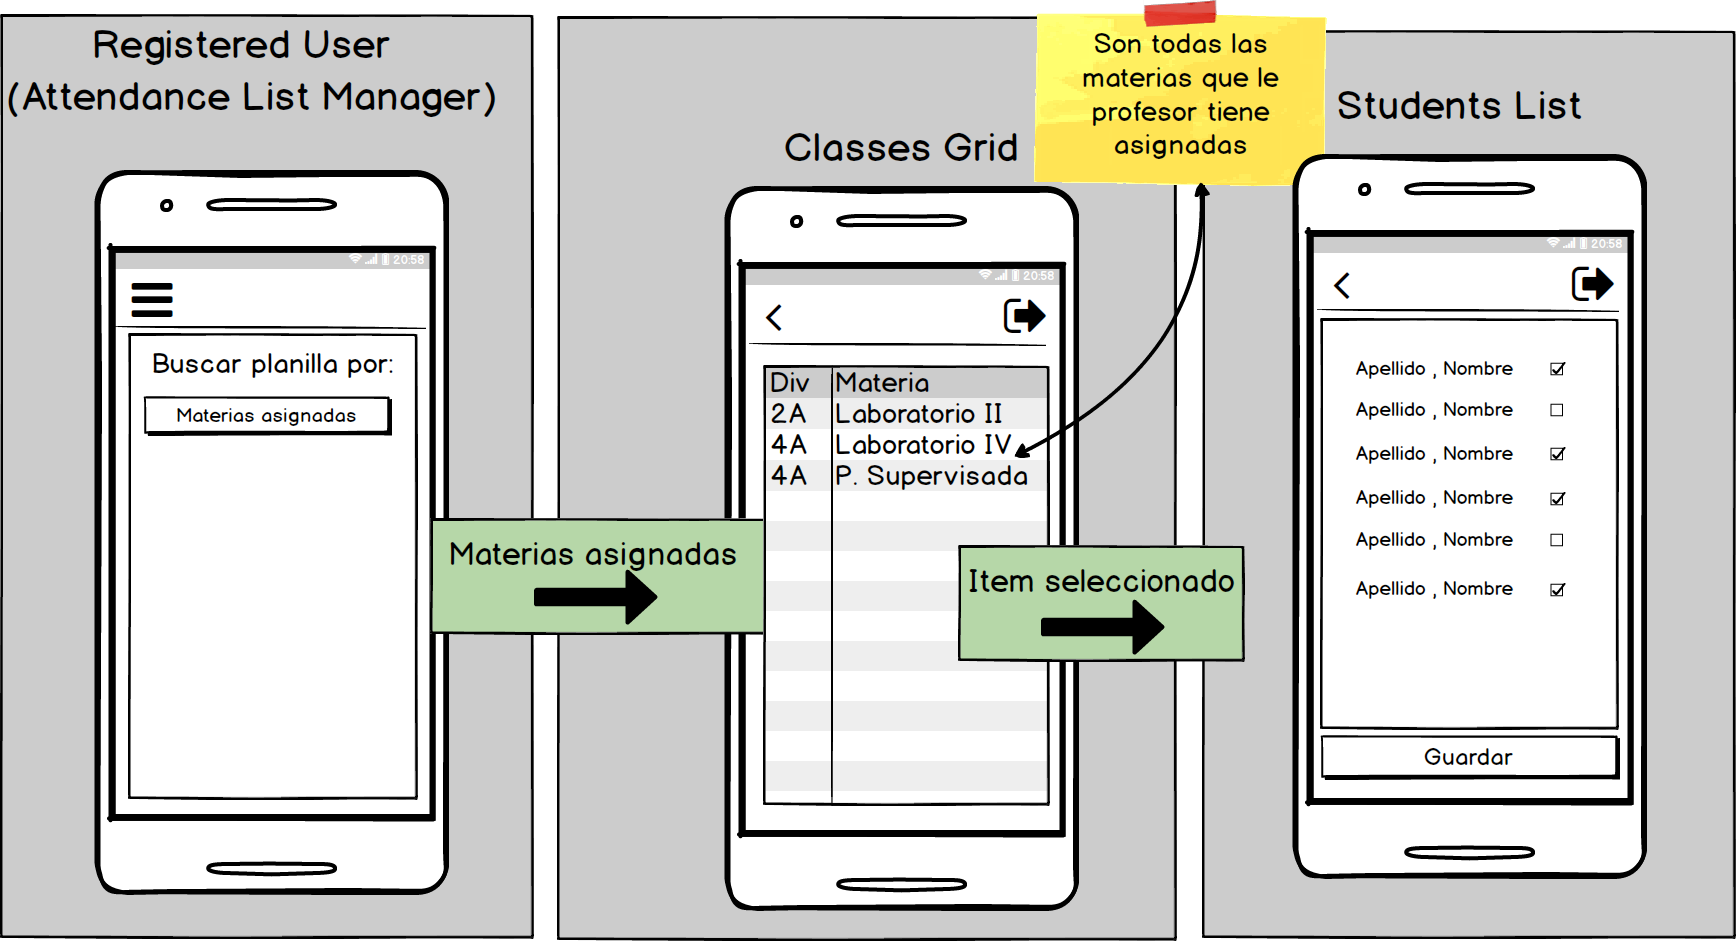 Registered User
(Attendance List Manager)
20:58
Buscar planilla por:
Materias asignadas
Materias asignadas
Classes Grid
20:58
Div Materia
2A Laboratorio II
4A Laboratorio IV
4A P. Supervisada
Item seleccionado
Son todas las
materias que le
profesor tiene
asignadas
Students List
20:58
Apellido , Nombre
Apellido , Nombre
Apellido , Nombre
Apellido , Nombre
Apellido , Nombre
Apellido , Nombre
Guardar